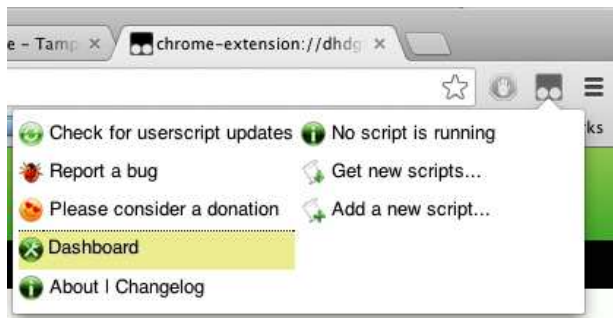 e - Tamp
chrome-extension://dhdg
Check for userscript updates
No script is running
Report a bug
Get new scripts...
Please consider a donation
Add a new script...
Dashboard
About | Changelog
ks